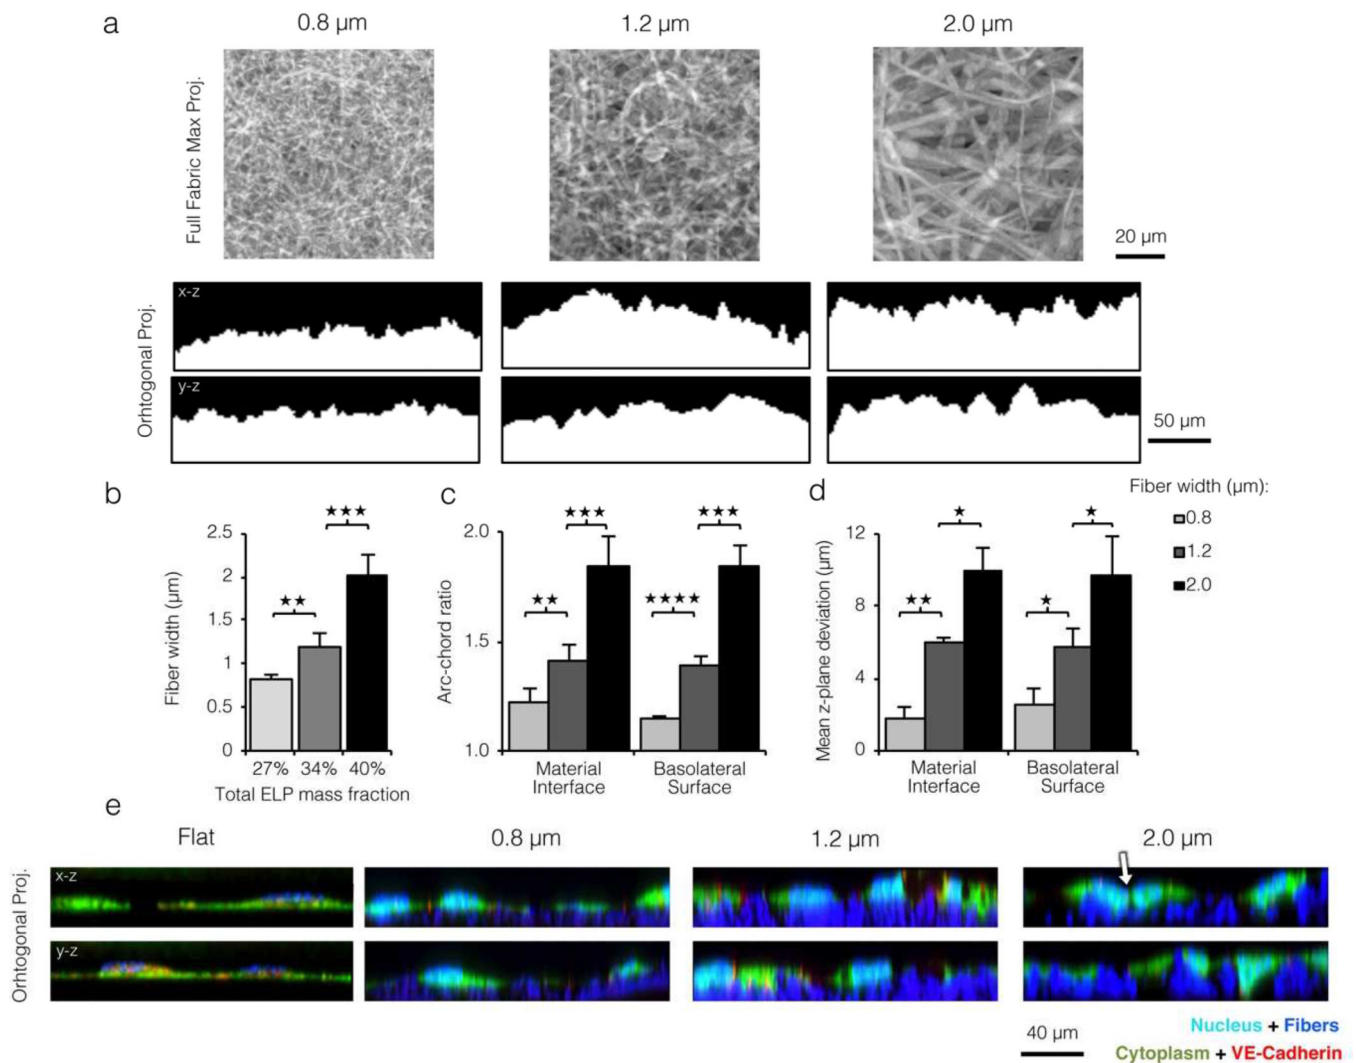 a
0.8 µm 1.2 µm 2.0 µm
Full Fabric Max Proj.
20 µm
Orhtogonal Proj.
x-z
y-z
50 µm
b
★★★
★★
2.5
2
1.5
1
0.5
0
Fiber width (µm)
27% 34% 40%
Total ELP mass fraction
c
★★★ ★★★
★★ ★★★★
2.0
1.5
1.0
Arc-chord ratio
Material
Interface
Basolateral
Surface
d
★ ★
★★ ★
12
8
4
0
Mean z-plane deviation (µm)
Material
Interface
Basolateral
Surface
Fiber width (µm):
0.8
1.2
2.0
e
Flat 0.8 µm 1.2 µm 2.0 µm
Orhtogonal Proj.
x-z
y-z
40 µm
Nucleus + Fibers
Cytoplasm + VE-Cadherin